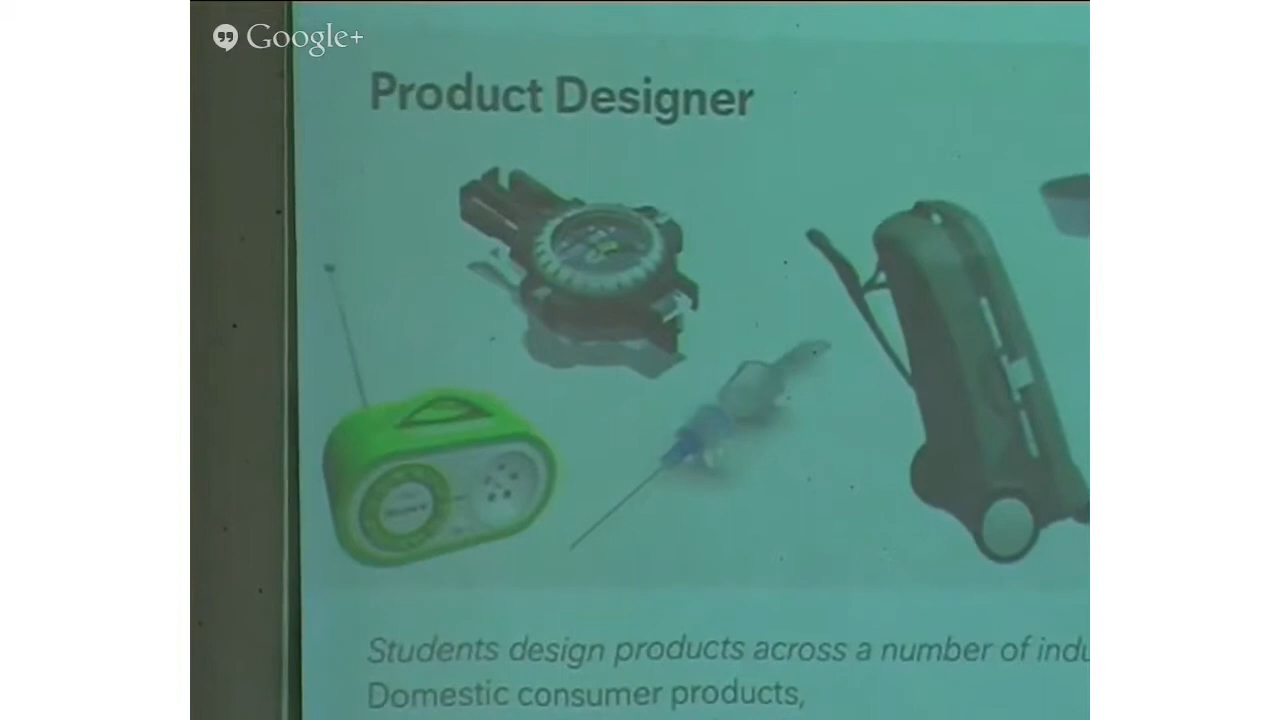 Google+
Product Designer
Students design products across a number of indu
Domestic consumer products,